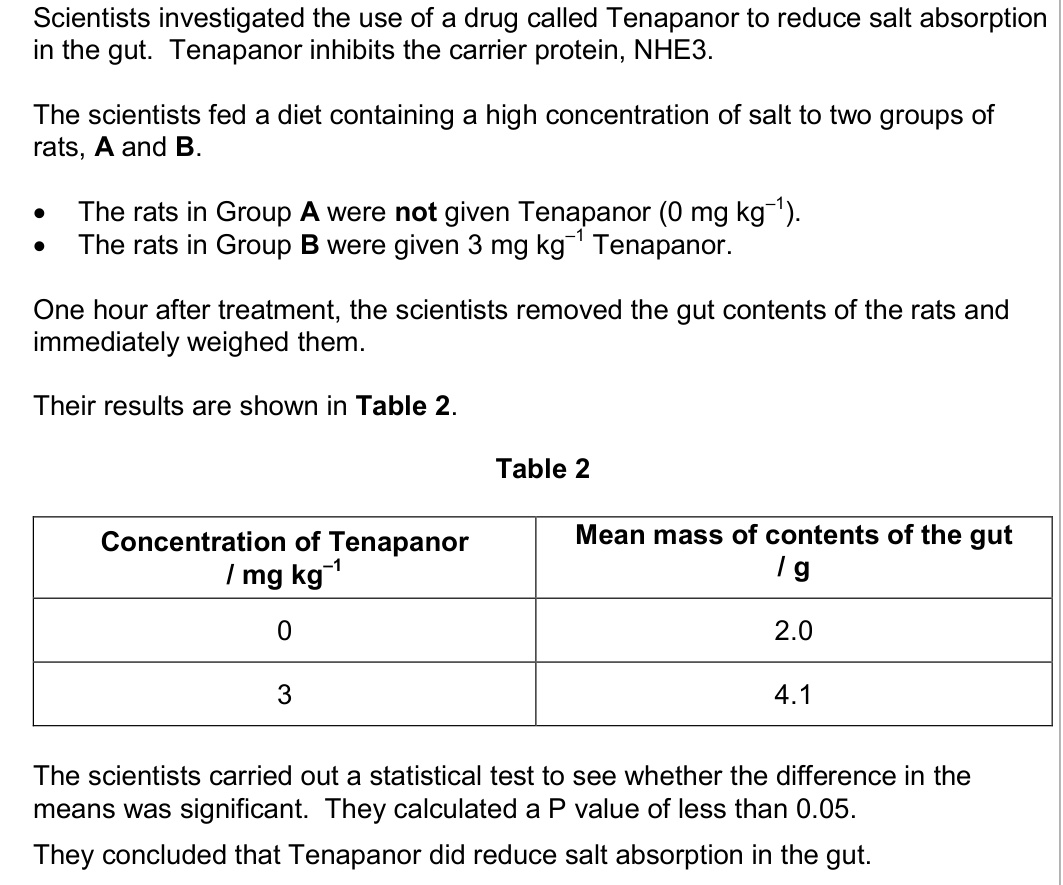 Scientists investigated the use of a drug called Tenapanor to reduce salt absorption
in the gut.  Tenapanor inhibits the carrier protein, NHE3.
The scientists fed a diet containing a high concentration of salt to two groups of
rats, A and B.
• The rats in Group A were not given Tenapanor (0 mg kg⁻¹).
• The rats in Group B were given 3 mg kg⁻¹ Tenapanor.
One hour after treatment, the scientists removed the gut contents of the rats and
immediately weighed them.
Their results are shown in Table 2.
Table 2
Concentration of Tenapanor
/ mg kg⁻¹
Mean mass of contents of the gut
/ g
0
2.0
3
4.1
The scientists carried out a statistical test to see whether the difference in the
means was significant.  They calculated a P value of less than 0.05.
They concluded that Tenapanor did reduce salt absorption in the gut.